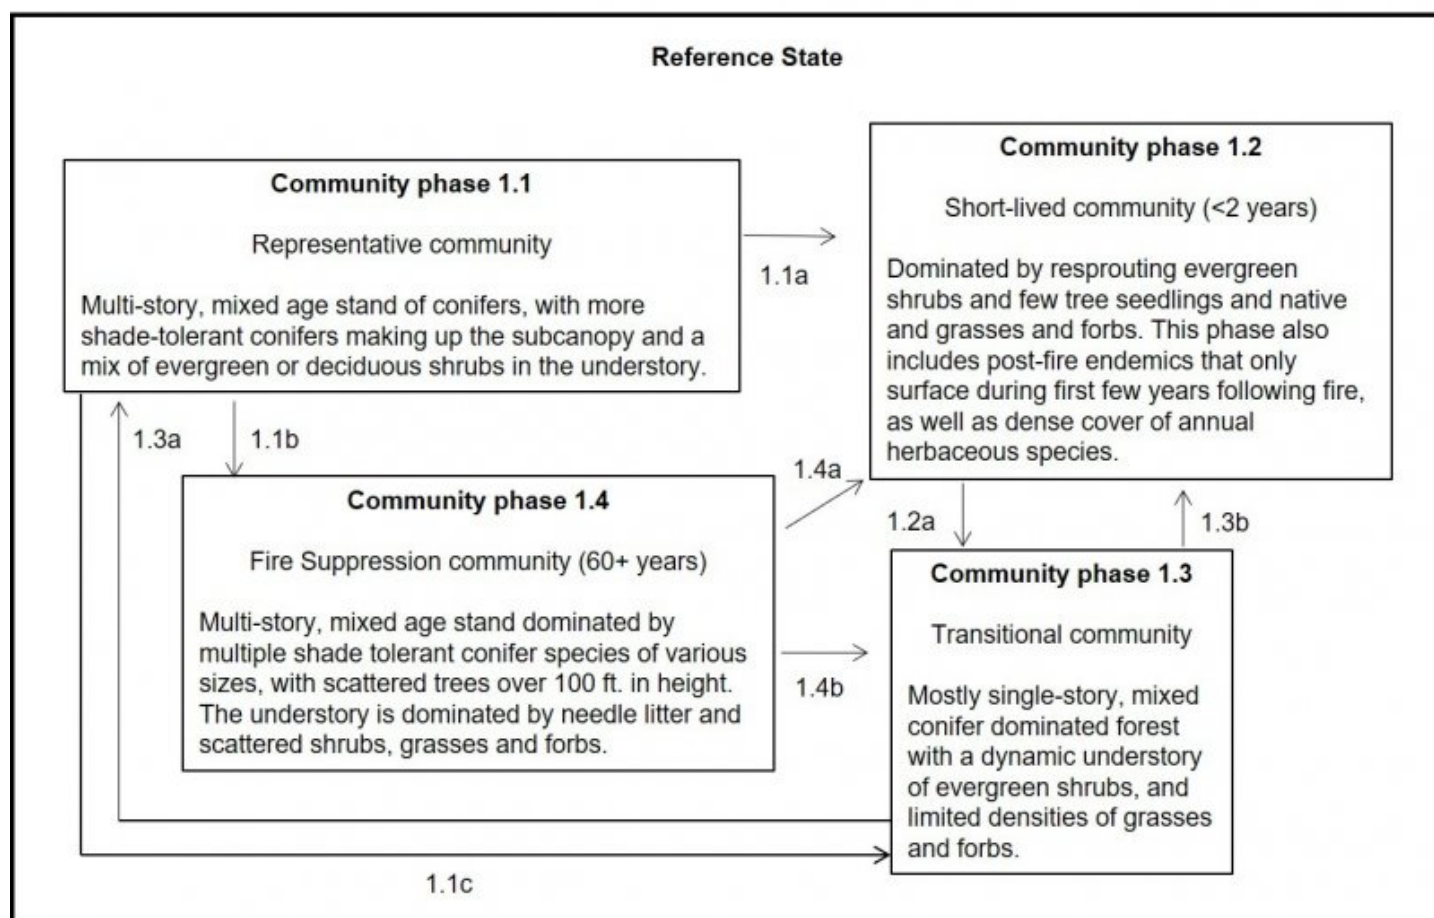 Reference State
Community phase 1.1
Representative community
Multi-story, mixed age stand of conifers, with more
shade-tolerant conifers making up the subcanopy and a
mix of evergreen or deciduous shrubs in the understory.
1.1a
Community phase 1.2
Short-lived community (<2 years)
Dominated by resprouting evergreen
shrubs and few tree seedlings and native
and grasses and forbs. This phase also
includes post-fire endemics that only
surface during first few years following fire,
as well as dense cover of annual
herbaceous species.
1.3a
1.1b
1.4a
Community phase 1.4
Fire Suppression community (60+ years)
Multi-story, mixed age stand dominated by
multiple shade tolerant conifer species of various
sizes, with scattered trees over 100 ft. in height.
The understory is dominated by needle litter and
scattered shrubs, grasses and forbs.
1.2a
1.3b
1.4b
Community phase 1.3
Transitional community
Mostly single-story, mixed
conifer dominated forest
with a dynamic understory
of evergreen shrubs, and
limited densities of grasses
and forbs.
1.1c